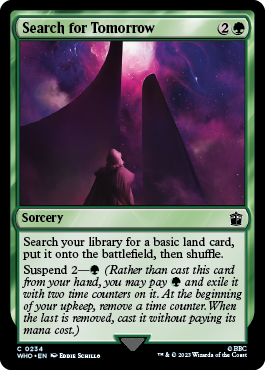 Search for Tomorrow 2
Sorcery
Search your library for a basic land card,
put it onto the battlefield, then shuffle.
Suspend 2— (Rather than cast this card
from your hand, you may pay and exile it
with two time counters on it. At the beginning
of your upkeep, remove a time counter. When
the last is removed, cast it without paying its
mana cost.)
C 0234
WHO • EN Eddie Schillo
© BBC
™ & © 2023 Wizards of the Coast